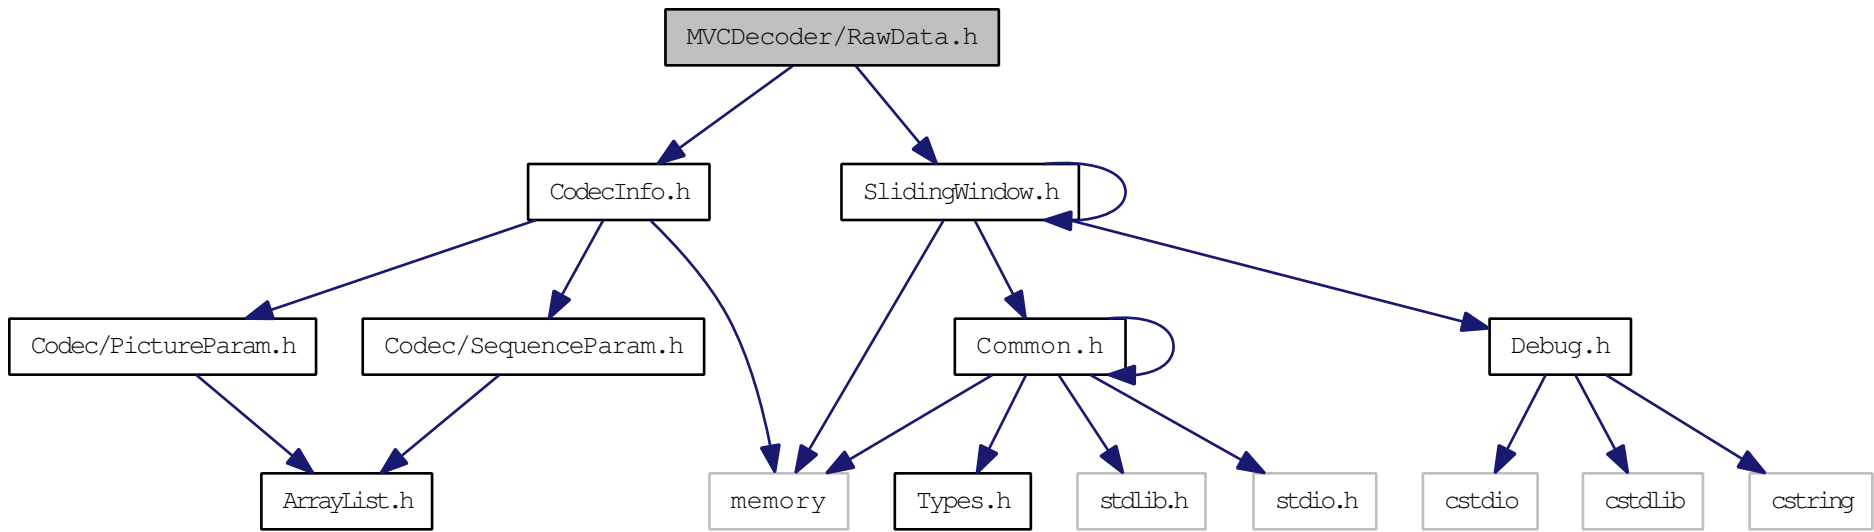 MVCDecoder/RawData.h
CodecInfo.h
SlidingWindow.h
Codec/PictureParam.h
Codec/SequenceParam.h
Common.h
Debug.h
ArrayList.h
memory
Types.h
stdlib.h
stdio.h
cstdio
cstdlib
cstring